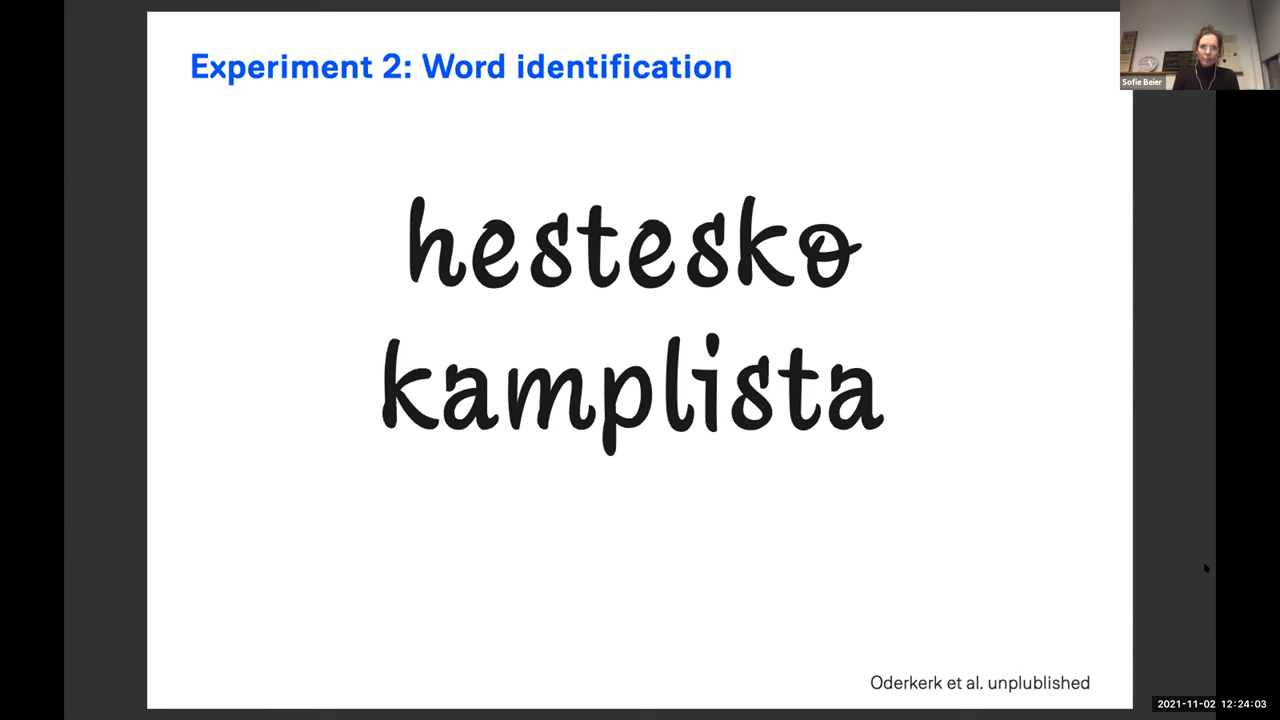 Experiment 2: Word identification
Sofie Beier
hestesko
kamplista
Oderkerk et al. unplublished
2021-11-02 12:24:03